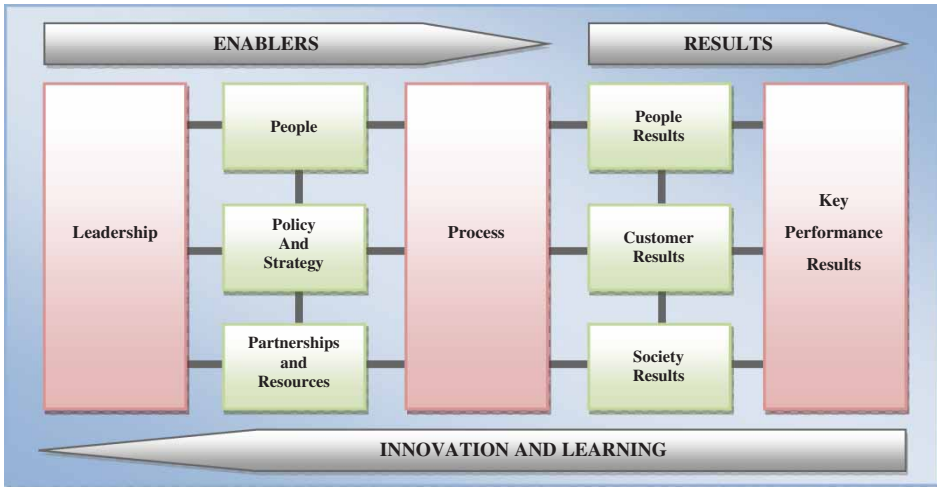 ENABLERS
RESULTS
Leadership
People
Policy
And
Strategy
Partnerships
and
Resources
Process
People
Results
Customer
Results
Society
Results
Key
Performance
Results
INNOVATION AND LEARNING